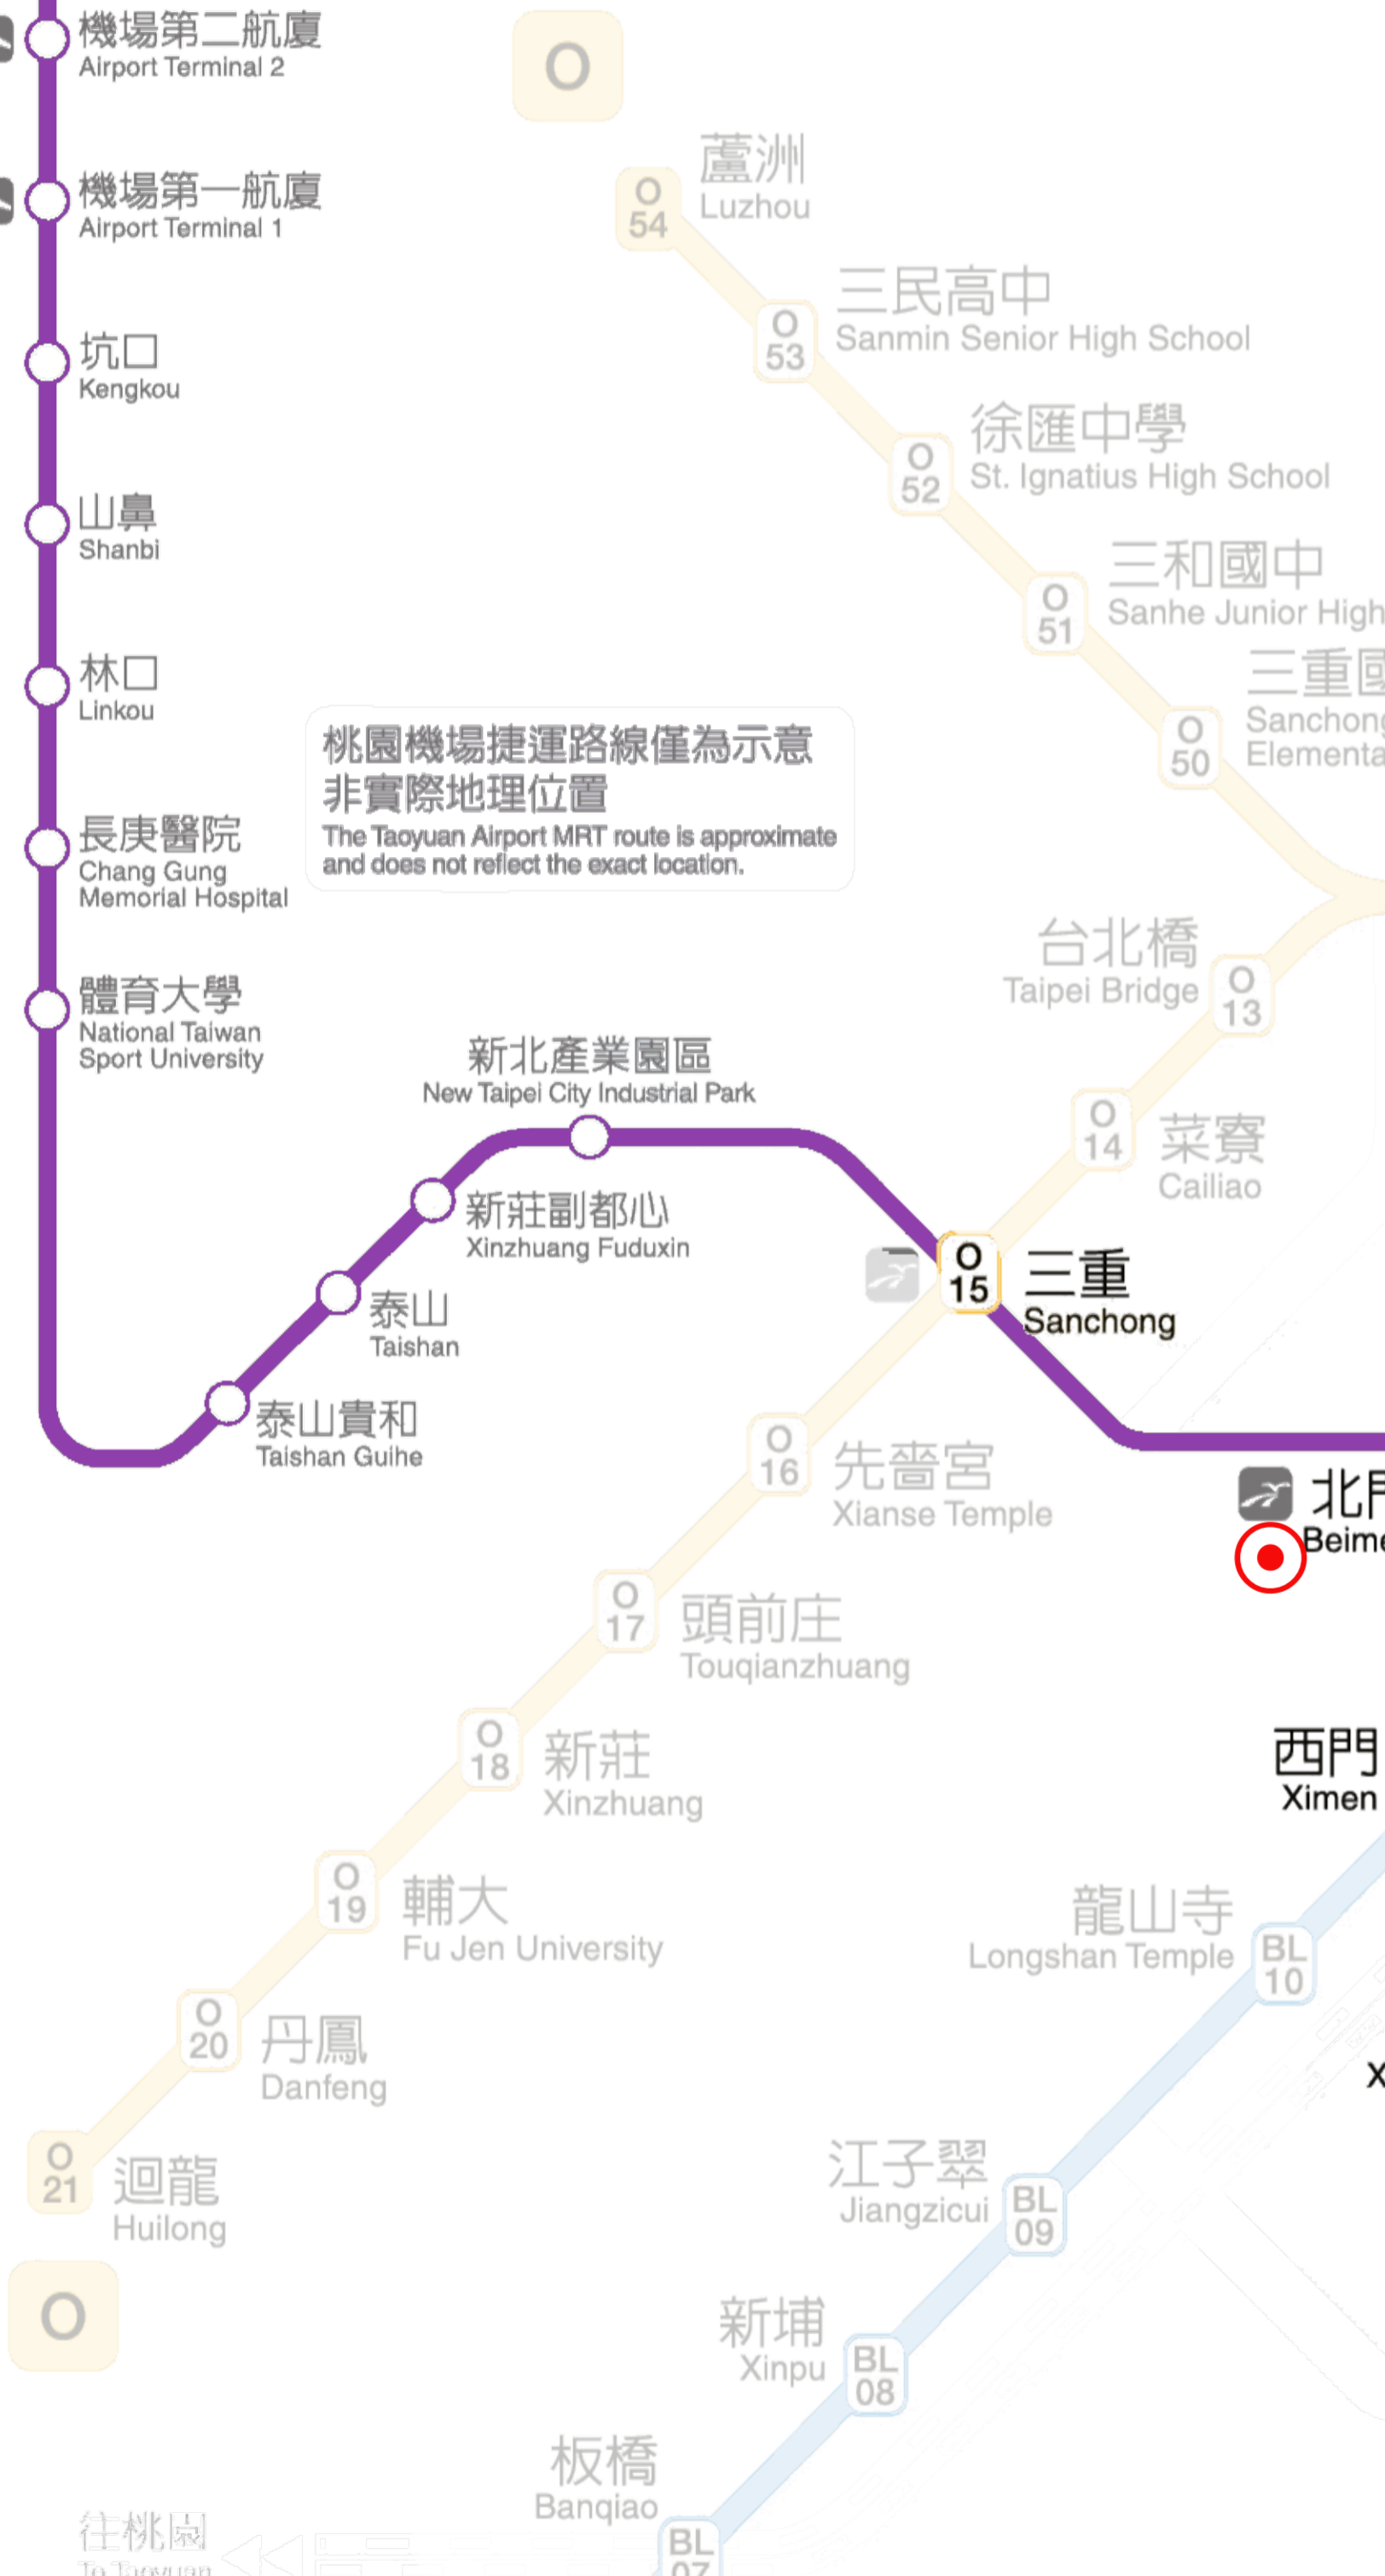 機場第二航廈
Airport Terminal 2
O
蘆洲
Luzhou
O
54
機場第一航廈
Airport Terminal 1
三民高中
Sanmin Senior High School
O
53
坑口
Kengkou
徐匯中學
St. Ignatius High School
O
52
山鼻
Shanbi
三和國中
Sanhe Junior High
O
51
林口
Linkou
三重
Sanchong
Elementa
O
50
桃園機場捷運路線僅為示意
非實際地理位置
The Taoyuan Airport MRT route is approximate
and does not reflect the exact location.
長庚醫院
Chang Gung
Memorial Hospital
台北橋
Taipei Bridge
O
13
體育大學
National Taiwan
Sport University
新北產業園區
New Taipei City Industrial Park
O
14
菜寮
Cailiao
新莊副都心
Xinzhuang Fuduxin
O
15
三重
Sanchong
泰山
Taishan
泰山貴和
Taishan Guihe
O
16
先嗇宮
Xianse Temple
北
Beime
O
17
頭前庄
Touqianzhuang
O
18
新莊
Xinzhuang
西門
Ximen
O
19
輔大
Fu Jen University
龍山寺
Longshan Temple
BL
10
O
20
丹鳳
Danfeng
X
O
21
迴龍
Huilong
江子翠
Jiangzicui
BL
09
O
新埔
Xinpu
BL
08
板橋
Banqiao
BL
07
往桃園
To Taoyuan